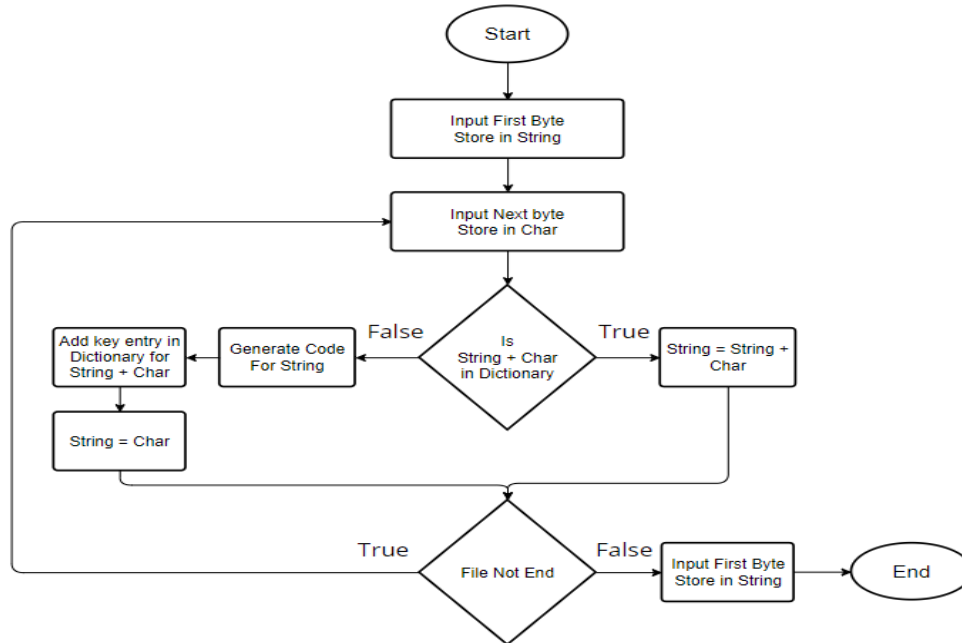 Start
Input First Byte
Store in String
Input Next byte
Store in Char
False
True
Is
String + Char
in Dictionary
Generate Code
For String
Add key entry in
Dictionary for
String + Char
String = String +
Char
String = Char
True
False
File Not End
Input First Byte
Store in String
End